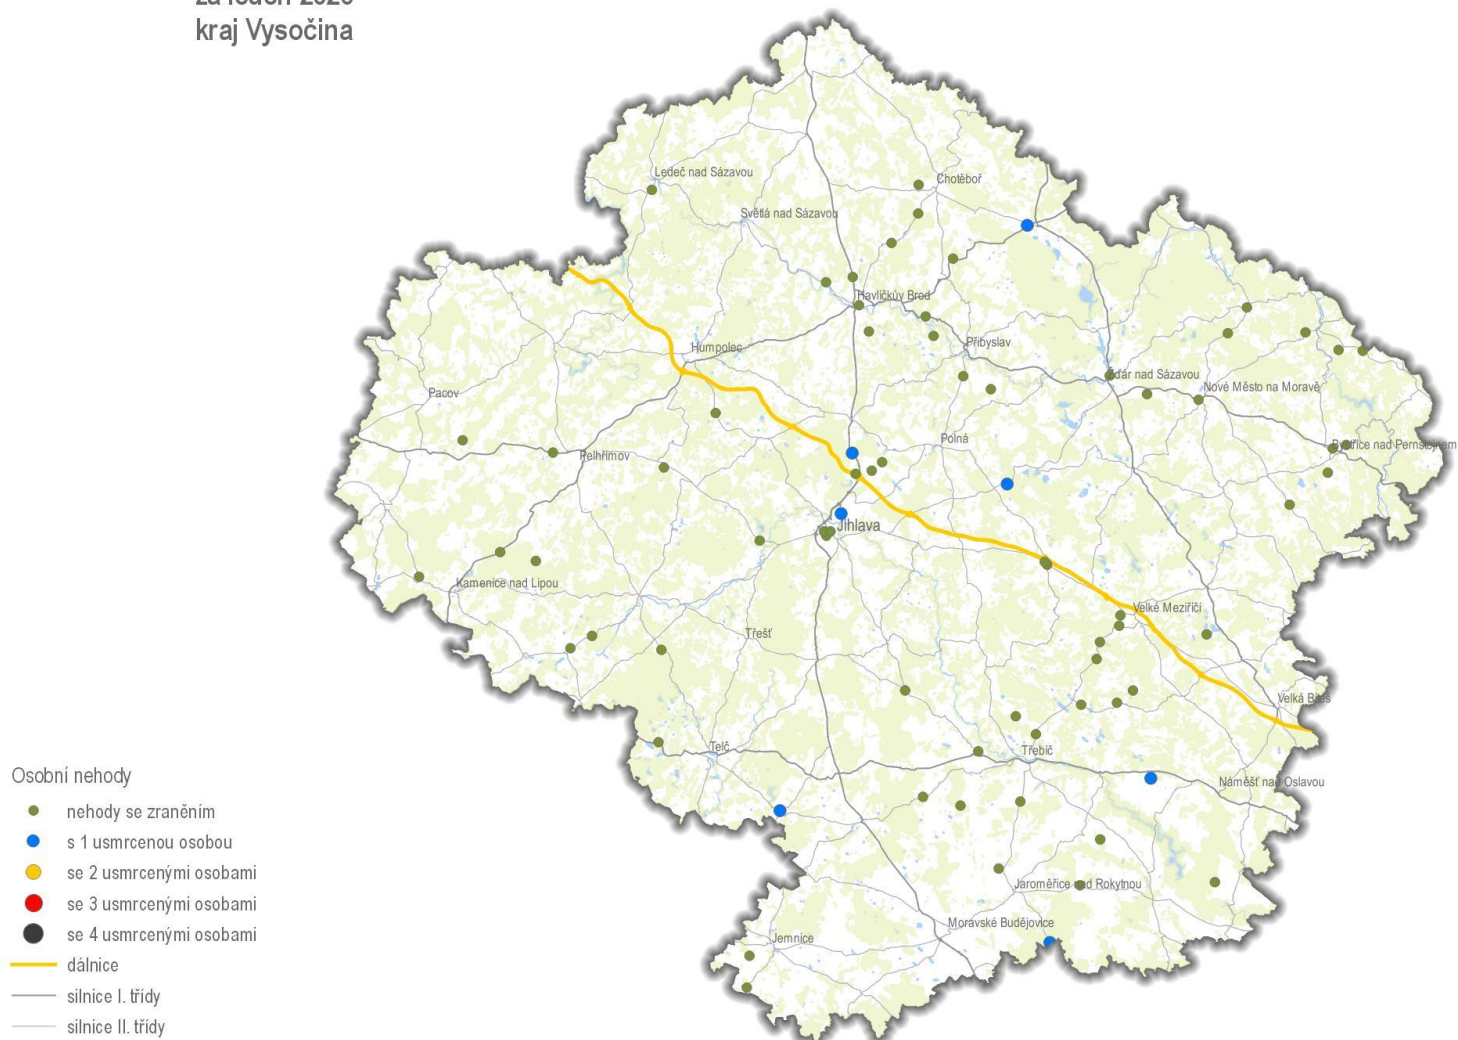 kraj Vysočina
Ledeč nad Sázavou
Chotěboř
Světlá nad Sázavou
Havlíčkův Brod
Přibyslav
Humpolec
Žďár nad Sázavou
Nové Město na Moravě
Pacov
Polná
Bystřice nad Pernštejnem
Pelhřimov
Jihlava
Kamenice nad Lipou
Velké Meziříčí
Třešť
Velká Bíteš
Telč
Třebíč
Náměšť nad Oslavou
Jaroměřice nad Rokytnou
Moravské Budějovice
Jemnice
Osobní nehody
nehody se zraněním
s 1 usmrcenou osobou
se 2 usmrcenými osobami
se 3 usmrcenými osobami
se 4 usmrcenými osobami
dálnice
silnice I. třídy
silnice II. třídy